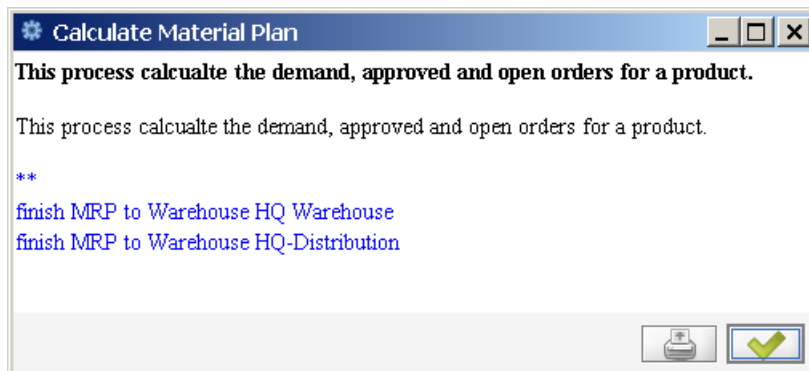 Calculate Material Plan
This process calcualte the demand, approved and open orders for a product.
This process calcualte the demand, approved and open orders for a product.
**
finish MRP to Warehouse HQ Warehouse
finish MRP to Warehouse HQ-Distribution